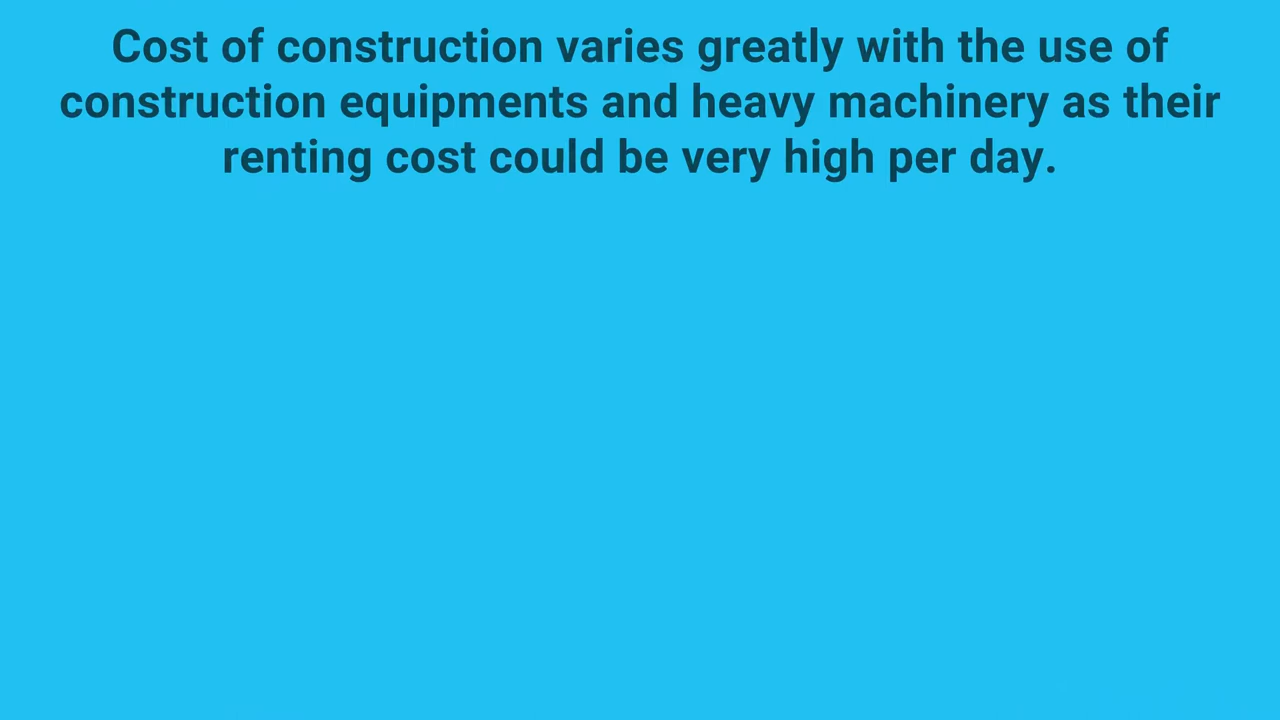 Cost of construction varies greatly with the use of
construction equipments and heavy machinery as their
renting cost could be very high per day.